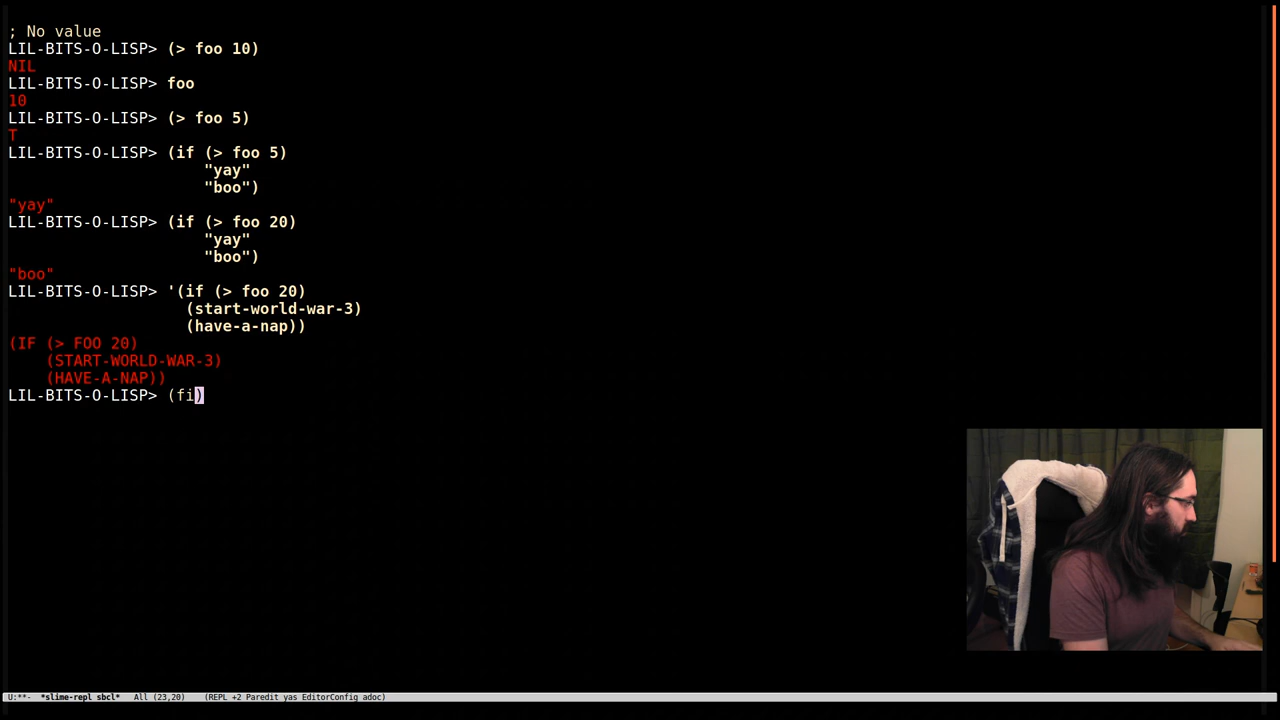 ; No value
LIL-BITS-O-LISP> (> foo 10)
NIL
LIL-BITS-O-LISP> foo
10
LIL-BITS-O-LISP> (> foo 5)
T
LIL-BITS-O-LISP> (if (> foo 5)
"yay"
"boo")
"yay"
LIL-BITS-O-LISP> (if (> foo 20)
"yay"
"boo")
"boo"
LIL-BITS-O-LISP> '(if (> foo 20)
(start-world-war-3)
(have-a-nap))
(IF (> FOO 20)
(START-WORLD-WAR-3)
(HAVE-A-NAP))
LIL-BITS-O-LISP> (fi)
U:**-  *slime-repl sbcl*   All (23,20)    (REPL +2 Paredit yas EditorConfig adoc)